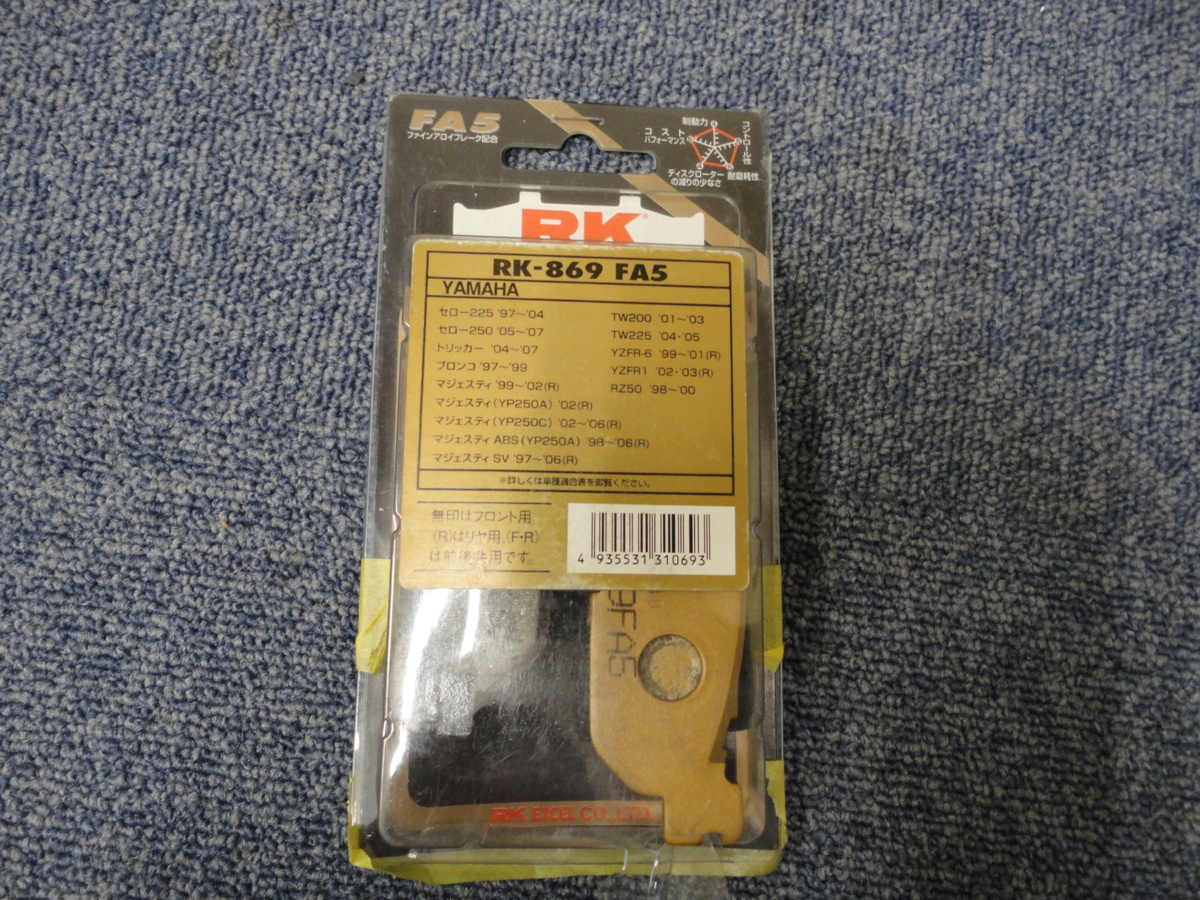 FA5
ファインアロイフレーク配合
制動力
コスト
パフォーマンス
コントロール性
ディスクローター
の減りの少なさ
耐磨耗性
RK
RK-869 FA5
YAMAHA
セロー225 '97~'04
セロー250 '05~'07
トリッカー '04~'07
ブロンコ '97~'99
マジェスティ '99~'02(R)
マジェスティ(YP250A) '02(R)
マジェスティ(YP250C) '02~'06(R)
マジェスティ ABS(YP250A) '98~'06(R)
マジェスティ SV '97~'06(R)
TW200 '01~'03
TW225 '04・'05
YZFR-6 '99~'01(R)
YZFR1 '02・'03(R)
RZ50 '98~'00
※詳しくは車種適合表を御覧ください。
無印はフロント用
(R)はリヤ用、(F・R)
は前後共用です。
4 935531 310693
9FA5
RK EXCEL CO.,LTD.